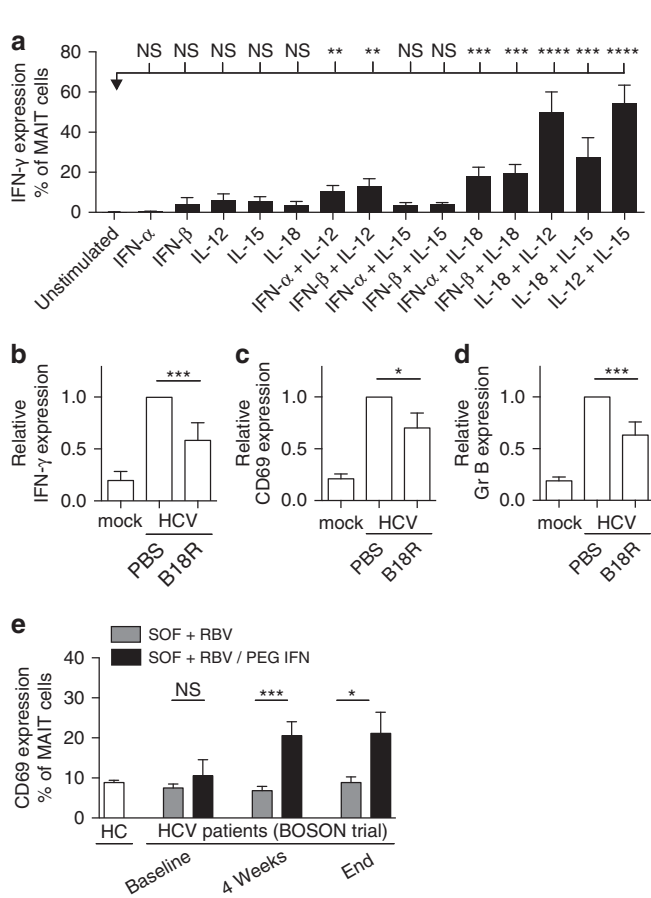 a
IFN-γ expression
% of MAIT cells
80
60
40
20
0
NS NS NS NS NS ** ** NS NS *** *** **** *** ****
Unstimulated
IFN-α
IFN-β
IL-12
IL-15
IL-18
IFN-α + IL-12
IFN-β + IL-12
IFN-α + IL-15
IFN-β + IL-15
IFN-α + IL-18
IFN-β + IL-18
IL-18 + IL-12
IL-18 + IL-15
IL-12 + IL-15
b
Relative
IFN-γ expression
1.0
0.5
0.0
***
mock HCV
PBS
B18R
c
Relative
CD69 expression
1.0
0.5
0.0
*
mock HCV
PBS
B18R
d
Relative
Gr B expression
1.0
0.5
0.0
***
mock HCV
PBS
B18R
e
SOF + RBV
SOF + RBV / PEG IFN
CD69 expression
% of MAIT cells
40
30
20
10
0
NS *** *
HC HCV patients (BOSON trial)
Baseline
4 Weeks
End